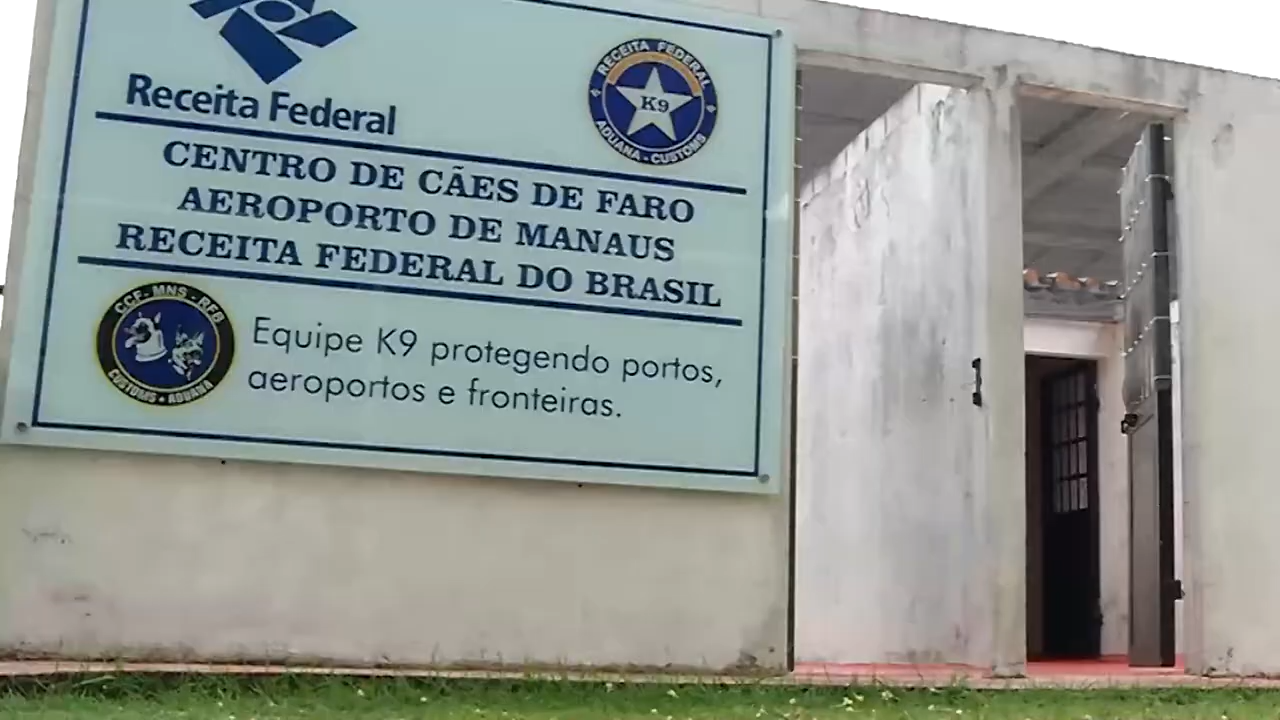 Receita Federal
RECEITA FEDERAL
K9
ADUANA - CUSTOMS
CENTRO DE CÃES DE FARO
AEROPORTO DE MANAUS
RECEITA FEDERAL DO BRASIL
CCF - MNS - RFB
CUSTOMS ★ ADUANA
Equipe K9 protegendo portos,
aeroportos e fronteiras.